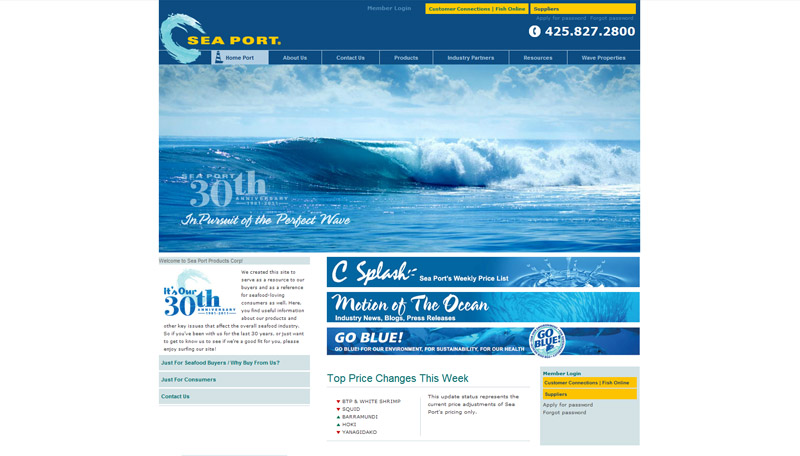 Member Login
Customer Connections | Fish Online
Suppliers
Apply for password Forgot password
425.827.2800
SEA PORT.
Home Port
About Us
Contact Us
Products
Industry Partners
Resources
Wave Properties
SEA PORT
30th
ANNIVERSARY
1981-2011
In Pursuit of the Perfect Wave
Welcome to Sea Port Products Corp!
It's Our
30th
ANNIVERSARY
1981-2011
We created this site to
serve as a resource to our
buyers and as a reference
for seafood-loving
consumers as well. Here,
you find useful information
about our products and
other key issues that affect the overall seafood industry.
So if you've been with us for the last 30 years, or just want
to get to know us to see if we're a good fit for you, please
enjoy surfing our site!
Just For Seafood Buyers / Why Buy From Us?
Just For Consumers
Contact Us
C Splash Sea Port's Weekly Price List
Motion of The Ocean
Industry News, Blogs, Press Releases
GO BLUE!
GO BLUE! FOR OUR ENVIRONMENT, FOR SUSTAINABILITY, FOR OUR HEALTH
GO
BLUE!
Top Price Changes This Week
BTP & WHITE SHRIMP
SQUID
BARRAMUNDI
HOKI
YANAGIDAKO
This update status represents the
current price adjustments of Sea
Port's pricing only.
Member Login
Customer Connections | Fish Online
Suppliers
Apply for password
Forgot password